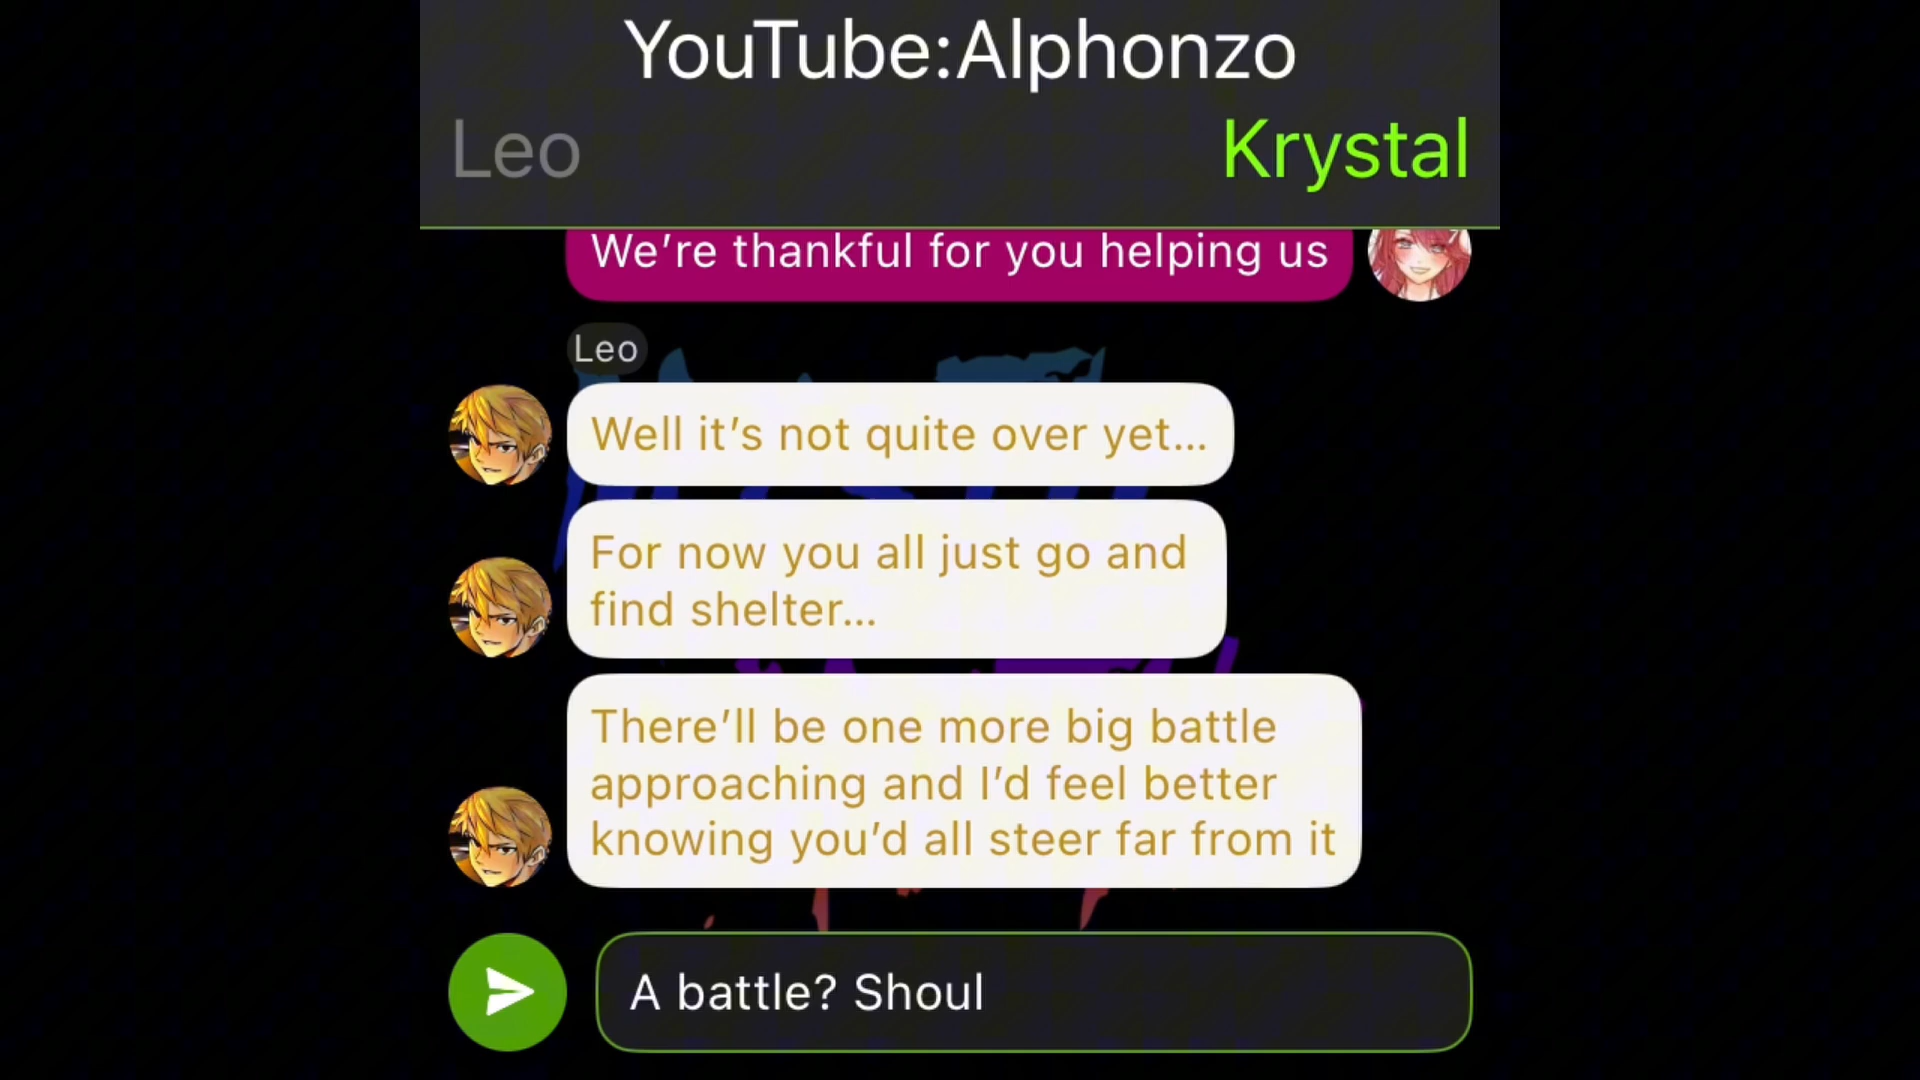 YouTube:Alphonzo
Leo
Krystal
We’re thankful for you helping us
Leo
Well it’s not quite over yet...
For now you all just go and
find shelter...
There’ll be one more big battle
approaching and I’d feel better
knowing you’d all steer far from it
A battle? Shoul